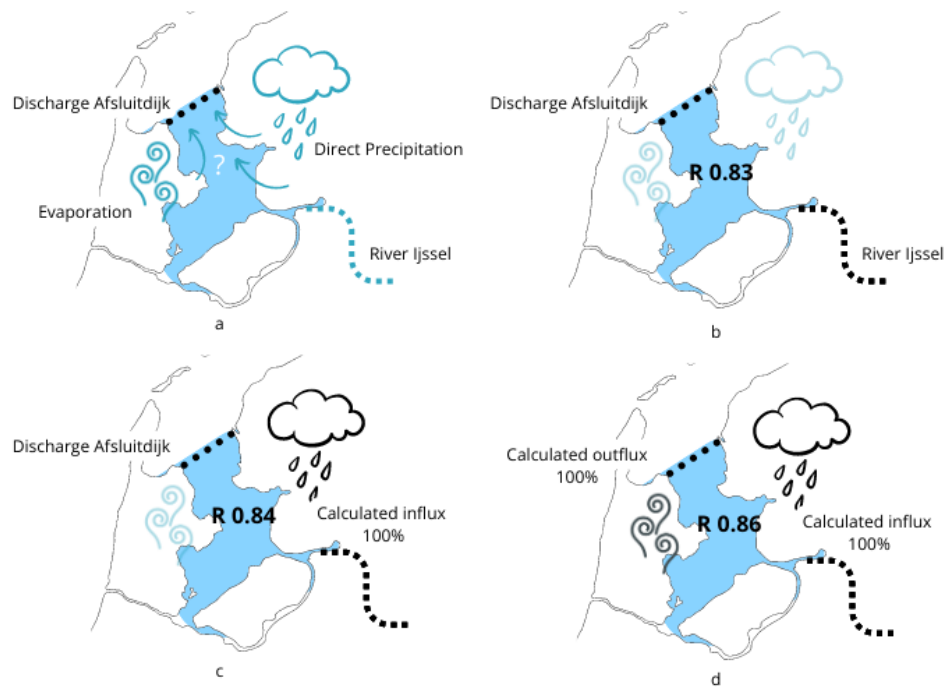 Discharge Afsluitdijk
Direct Precipitation
?
Evaporation
River Ijssel
a
Discharge Afsluitdijk
R 0.83
River Ijssel
b
Discharge Afsluitdijk
R 0.84
Calculated influx
100%
c
Calculated outflux
100%
R 0.86
Calculated influx
100%
d